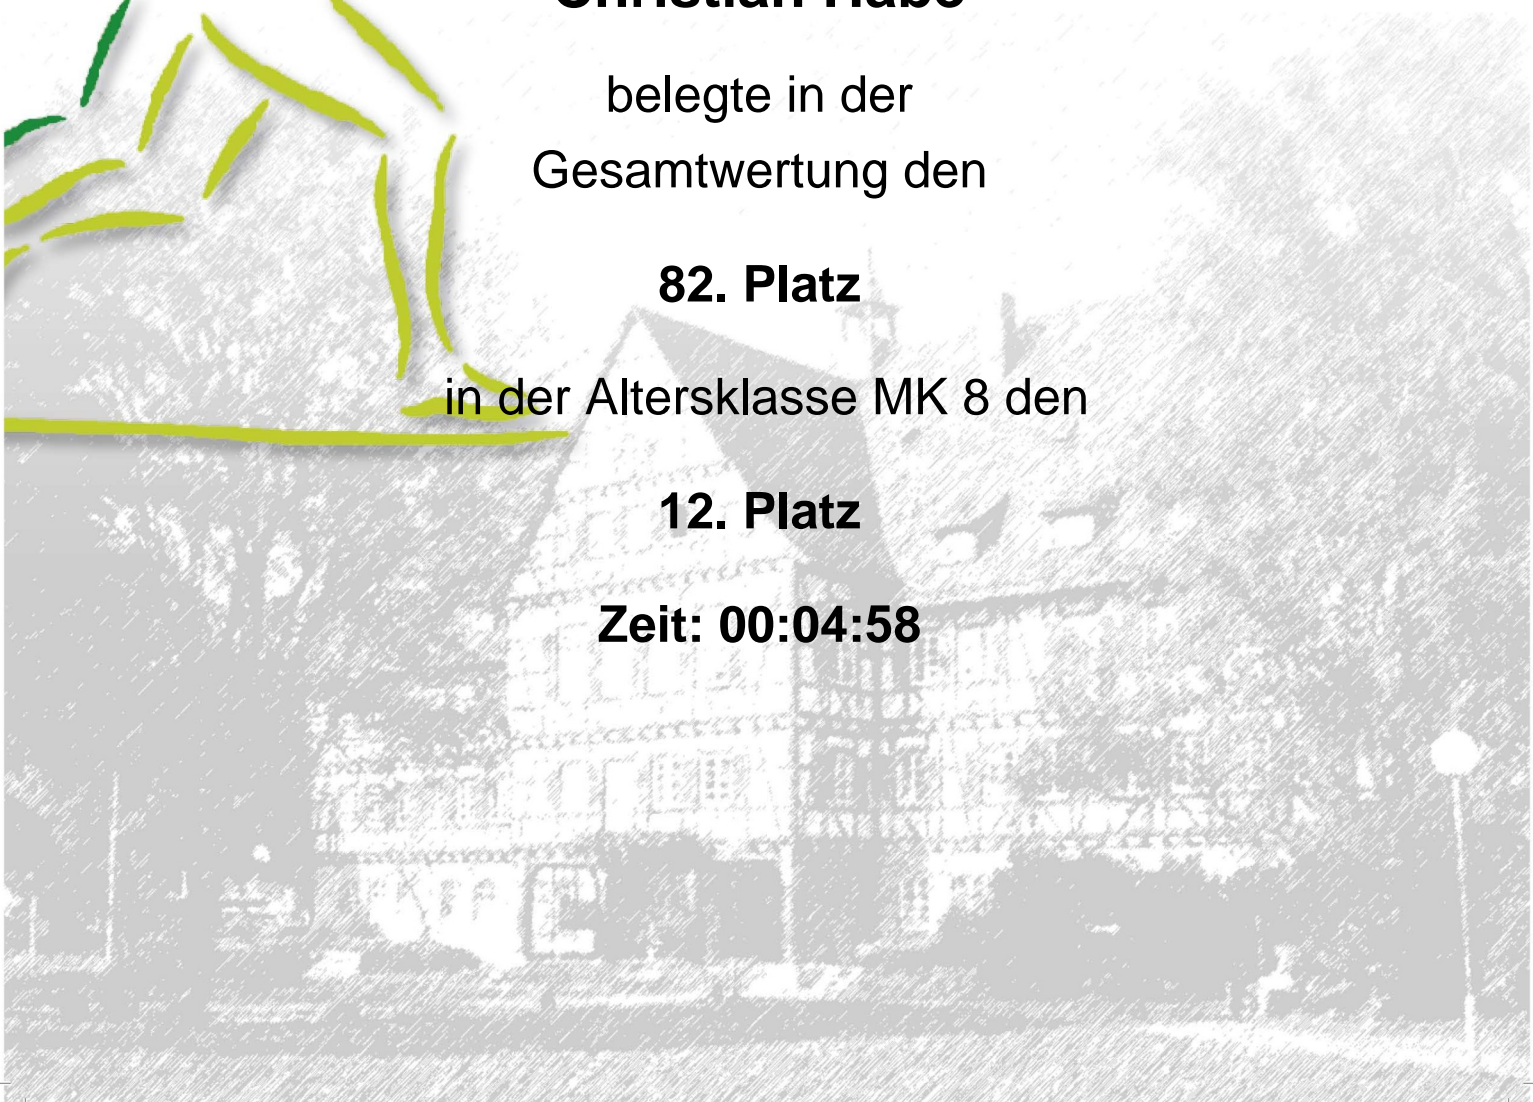 Christian
belegte in der
Gesamtwertung den
82. Platz
in der Altersklasse MK 8 den
12. Platz
Zeit: 00:04:58